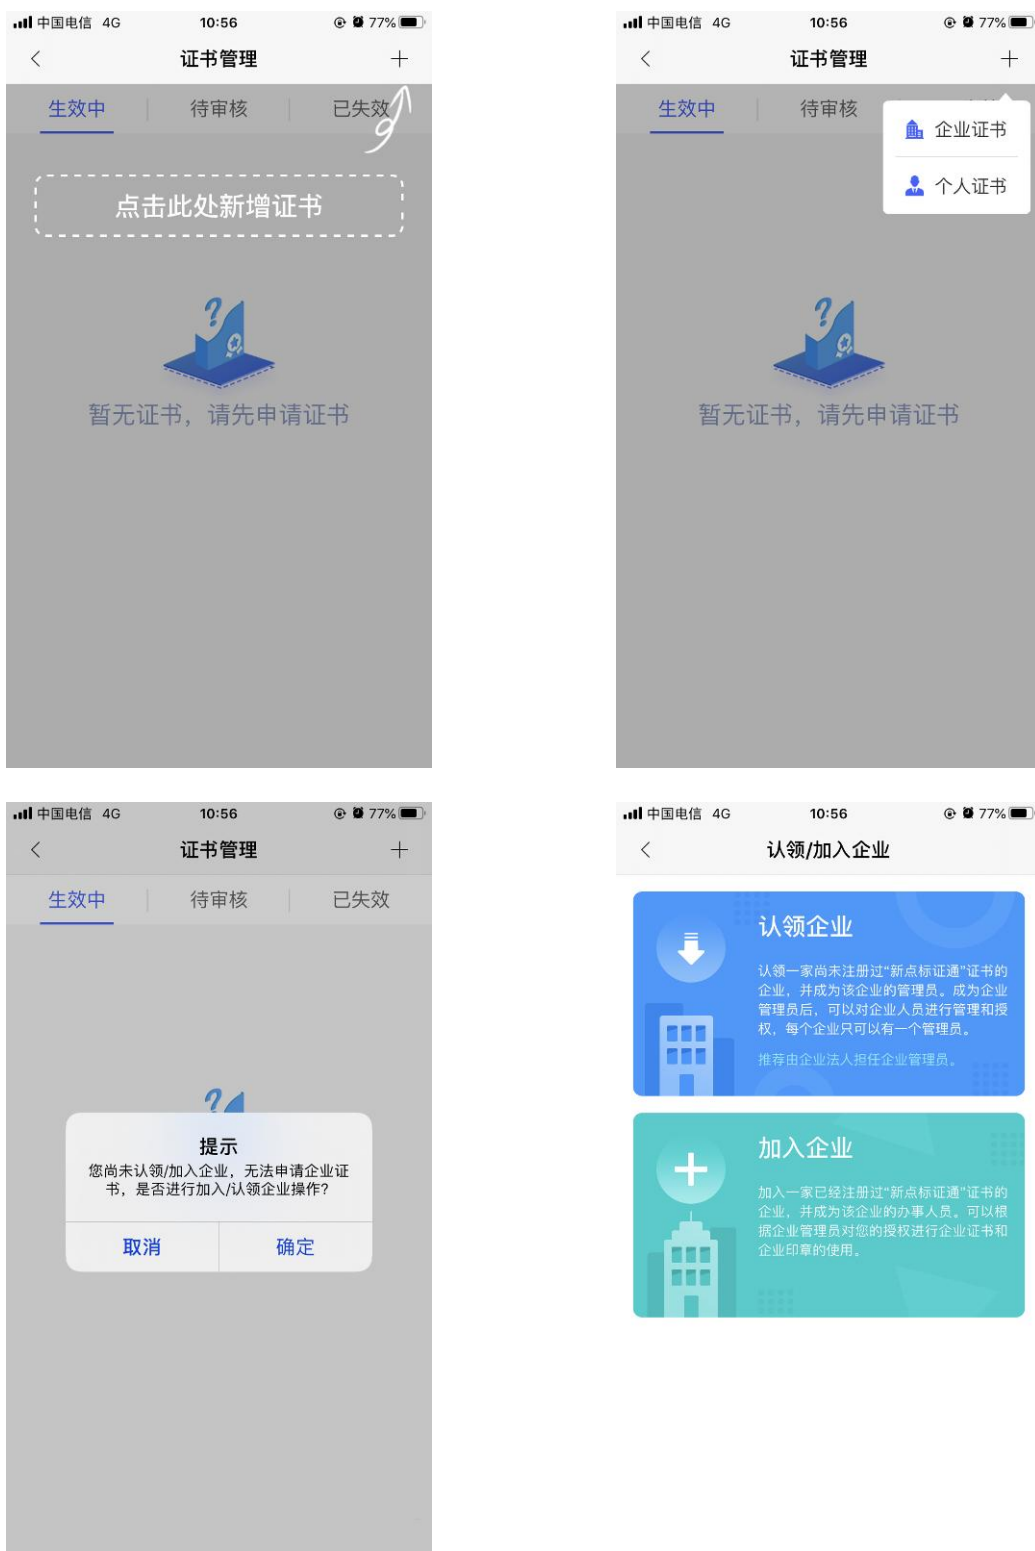 中国电信 4G 10:56 77%
证书管理
生效中 待审核 已失效
点击此处新增证书
暂无证书，请先申请证书
中国电信 4G 10:56 77%
证书管理
生效中 待审核
企业证书
个人证书
暂无证书，请先申请证书
中国电信 4G 10:56 77%
证书管理
生效中 待审核 已失效
提示
您尚未认领/加入企业，无法申请企业证
书，是否进行加入/认领企业操作?
取消 确定
中国电信 4G 10:56 77%
认领/加入企业
认领企业
认领一家尚未注册过“新点标证通”证书的
企业，并成为该企业的管理员。成为企业
管理员后，可以对企业人员进行管理和授
权，每个企业只可以有一个管理员。
推荐由企业法人担任企业管理员。
加入企业
加入一家已经注册过“新点标证通”证书的
企业，并成为该企业的办事人员。可以根
据企业管理员对您的授权进行企业证书和
企业印章的使用。